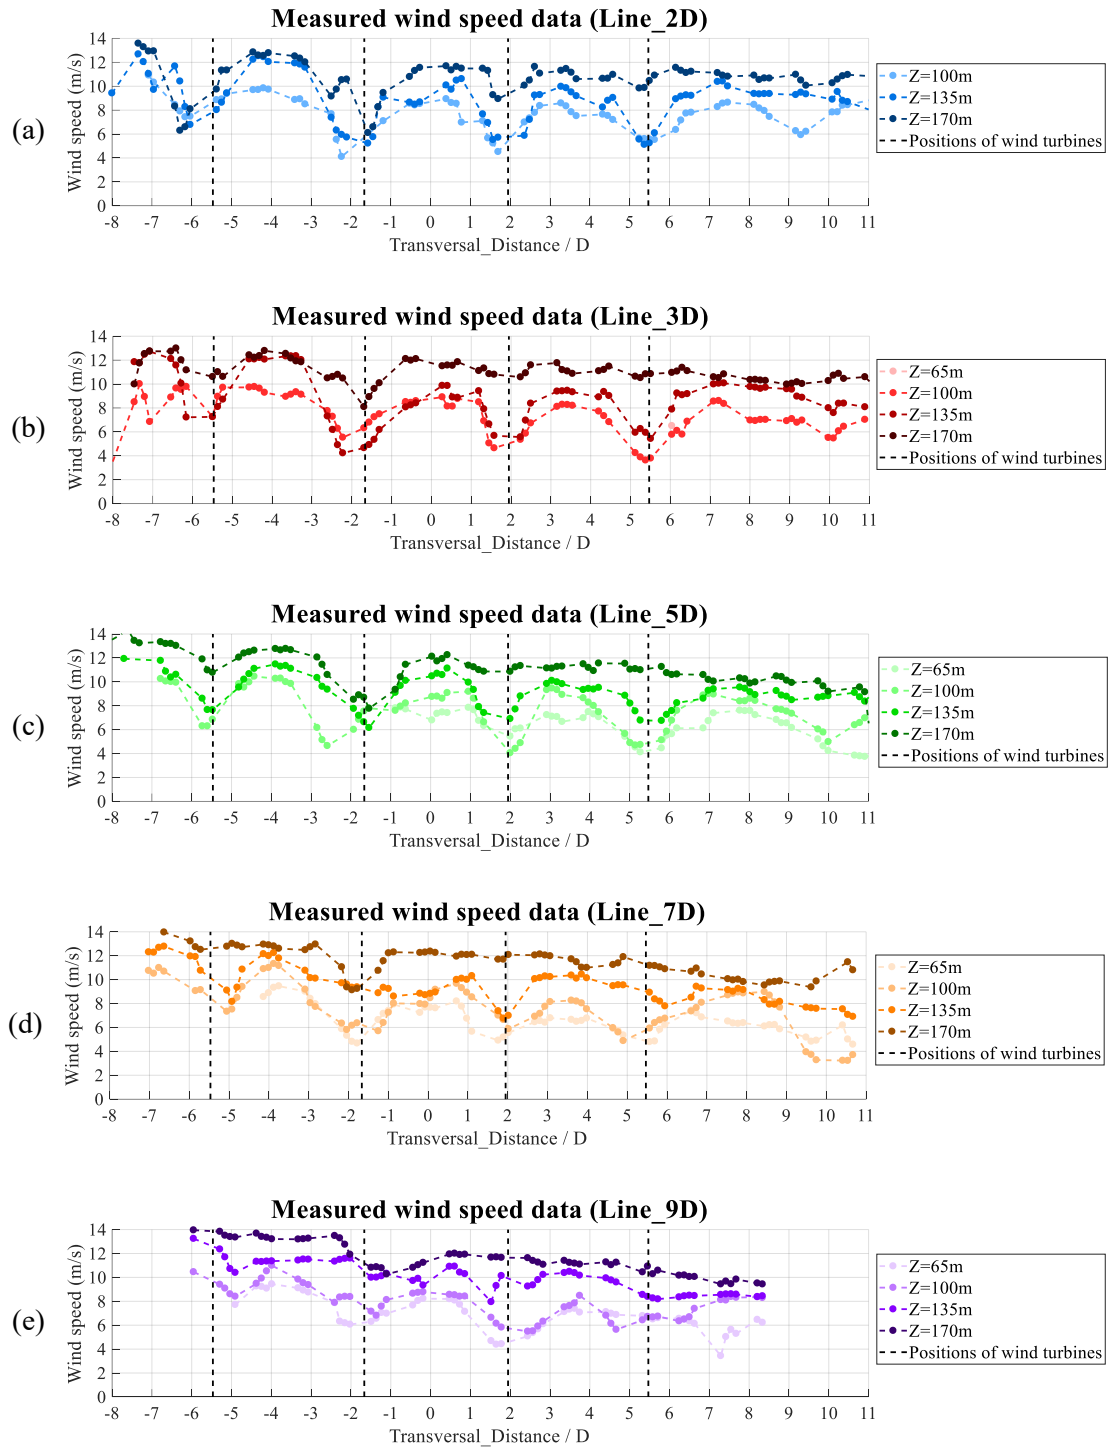 Measured wind speed data (Line_2D)
(a)
Wind speed (m/s)
14
12
10
8
6
4
2
0
-8 -7 -6 -5 -4 -3 -2 -1 0 1 2 3 4 5 6 7 8 9 10 11
Transversal_Distance / D
Z=100m
Z=135m
Z=170m
Positions of wind turbines
Measured wind speed data (Line_3D)
(b)
Wind speed (m/s)
14
12
10
8
6
4
2
0
-8 -7 -6 -5 -4 -3 -2 -1 0 1 2 3 4 5 6 7 8 9 10 11
Transversal_Distance / D
Z=65m
Z=100m
Z=135m
Z=170m
Positions of wind turbines
Measured wind speed data (Line_5D)
(c)
Wind speed (m/s)
14
12
10
8
6
4
2
0
-8 -7 -6 -5 -4 -3 -2 -1 0 1 2 3 4 5 6 7 8 9 10 11
Transversal_Distance / D
Z=65m
Z=100m
Z=135m
Z=170m
Positions of wind turbines
Measured wind speed data (Line_7D)
(d)
Wind speed (m/s)
14
12
10
8
6
4
2
0
-8 -7 -6 -5 -4 -3 -2 -1 0 1 2 3 4 5 6 7 8 9 10 11
Transversal_Distance / D
Z=65m
Z=100m
Z=135m
Z=170m
Positions of wind turbines
Measured wind speed data (Line_9D)
(e)
Wind speed (m/s)
14
12
10
8
6
4
2
0
-8 -7 -6 -5 -4 -3 -2 -1 0 1 2 3 4 5 6 7 8 9 10 11
Transversal_Distance / D
Z=65m
Z=100m
Z=135m
Z=170m
Positions of wind turbines